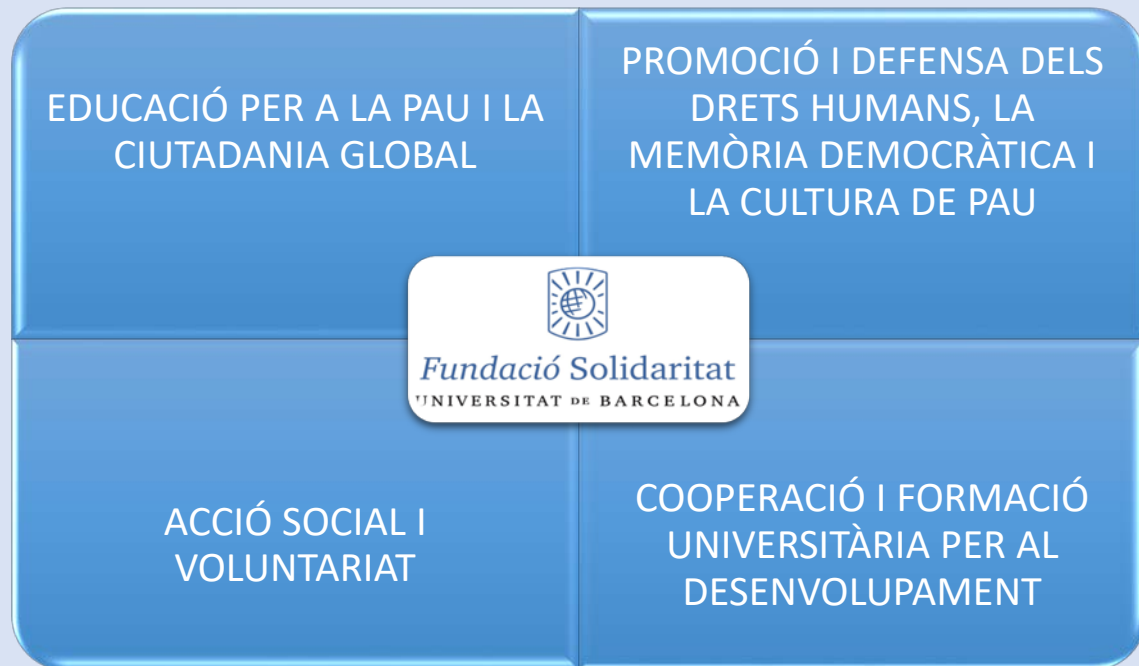 EDUCACIÓ PER A LA PAU I LA
CIUTADANIA GLOBAL
PROMOCIÓ I DEFENSA DELS
DRETS HUMANS, LA
MEMÒRIA DEMOCRÀTICA I
LA CULTURA DE PAU
Fundació Solidaritat
UNIVERSITAT DE BARCELONA
ACCIÓ SOCIAL I
VOLUNTARIAT
COOPERACIÓ I FORMACIÓ
UNIVERSITÀRIA PER AL
DESENVOLUPAMENT